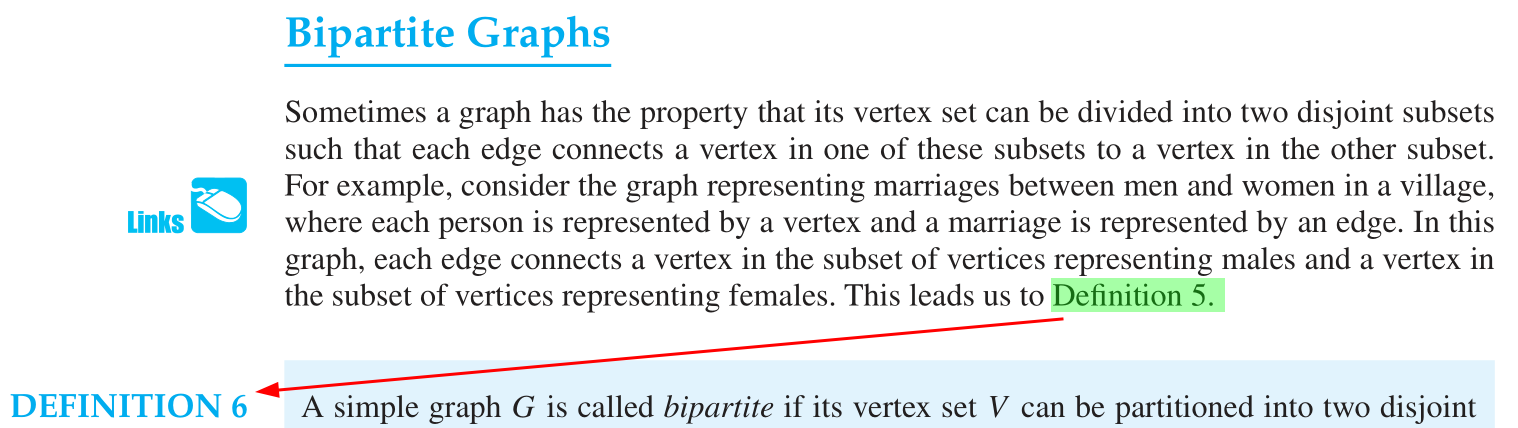 Bipartite Graphs
Sometimes a graph has the property that its vertex set can be divided into two disjoint subsets
such that each edge connects a vertex in one of these subsets to a vertex in the other subset.
For example, consider the graph representing marriages between men and women in a village,
Links
where each person is represented by a vertex and a marriage is represented by an edge. In this
graph, each edge connects a vertex in the subset of vertices representing males and a vertex in
the subset of vertices representing females. This leads us to Definition 5.
DEFINITION 6
A simple graph G is called bipartite if its vertex set V can be partitioned into two disjoint